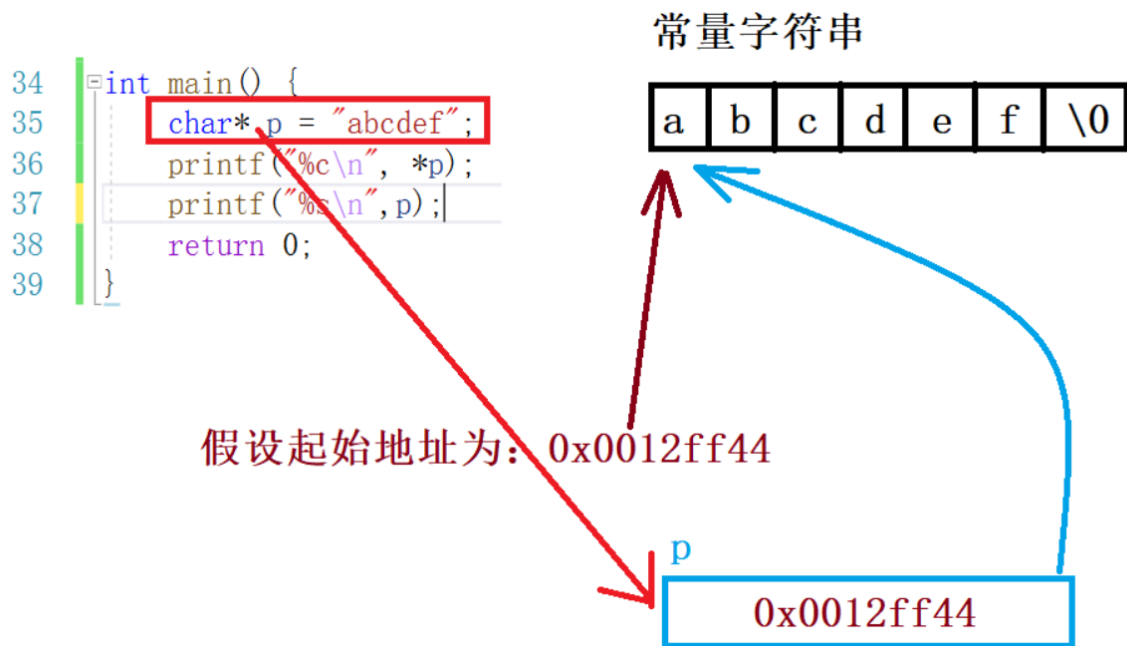 常量字符串
34 int main() {
35 char* p = "abcdef";
36 printf("%c\n", *p);
37 printf("%s\n",p);
38 return 0;
39 }
a b c d e f \0
假设起始地址为：0x0012ff44
p
0x0012ff44